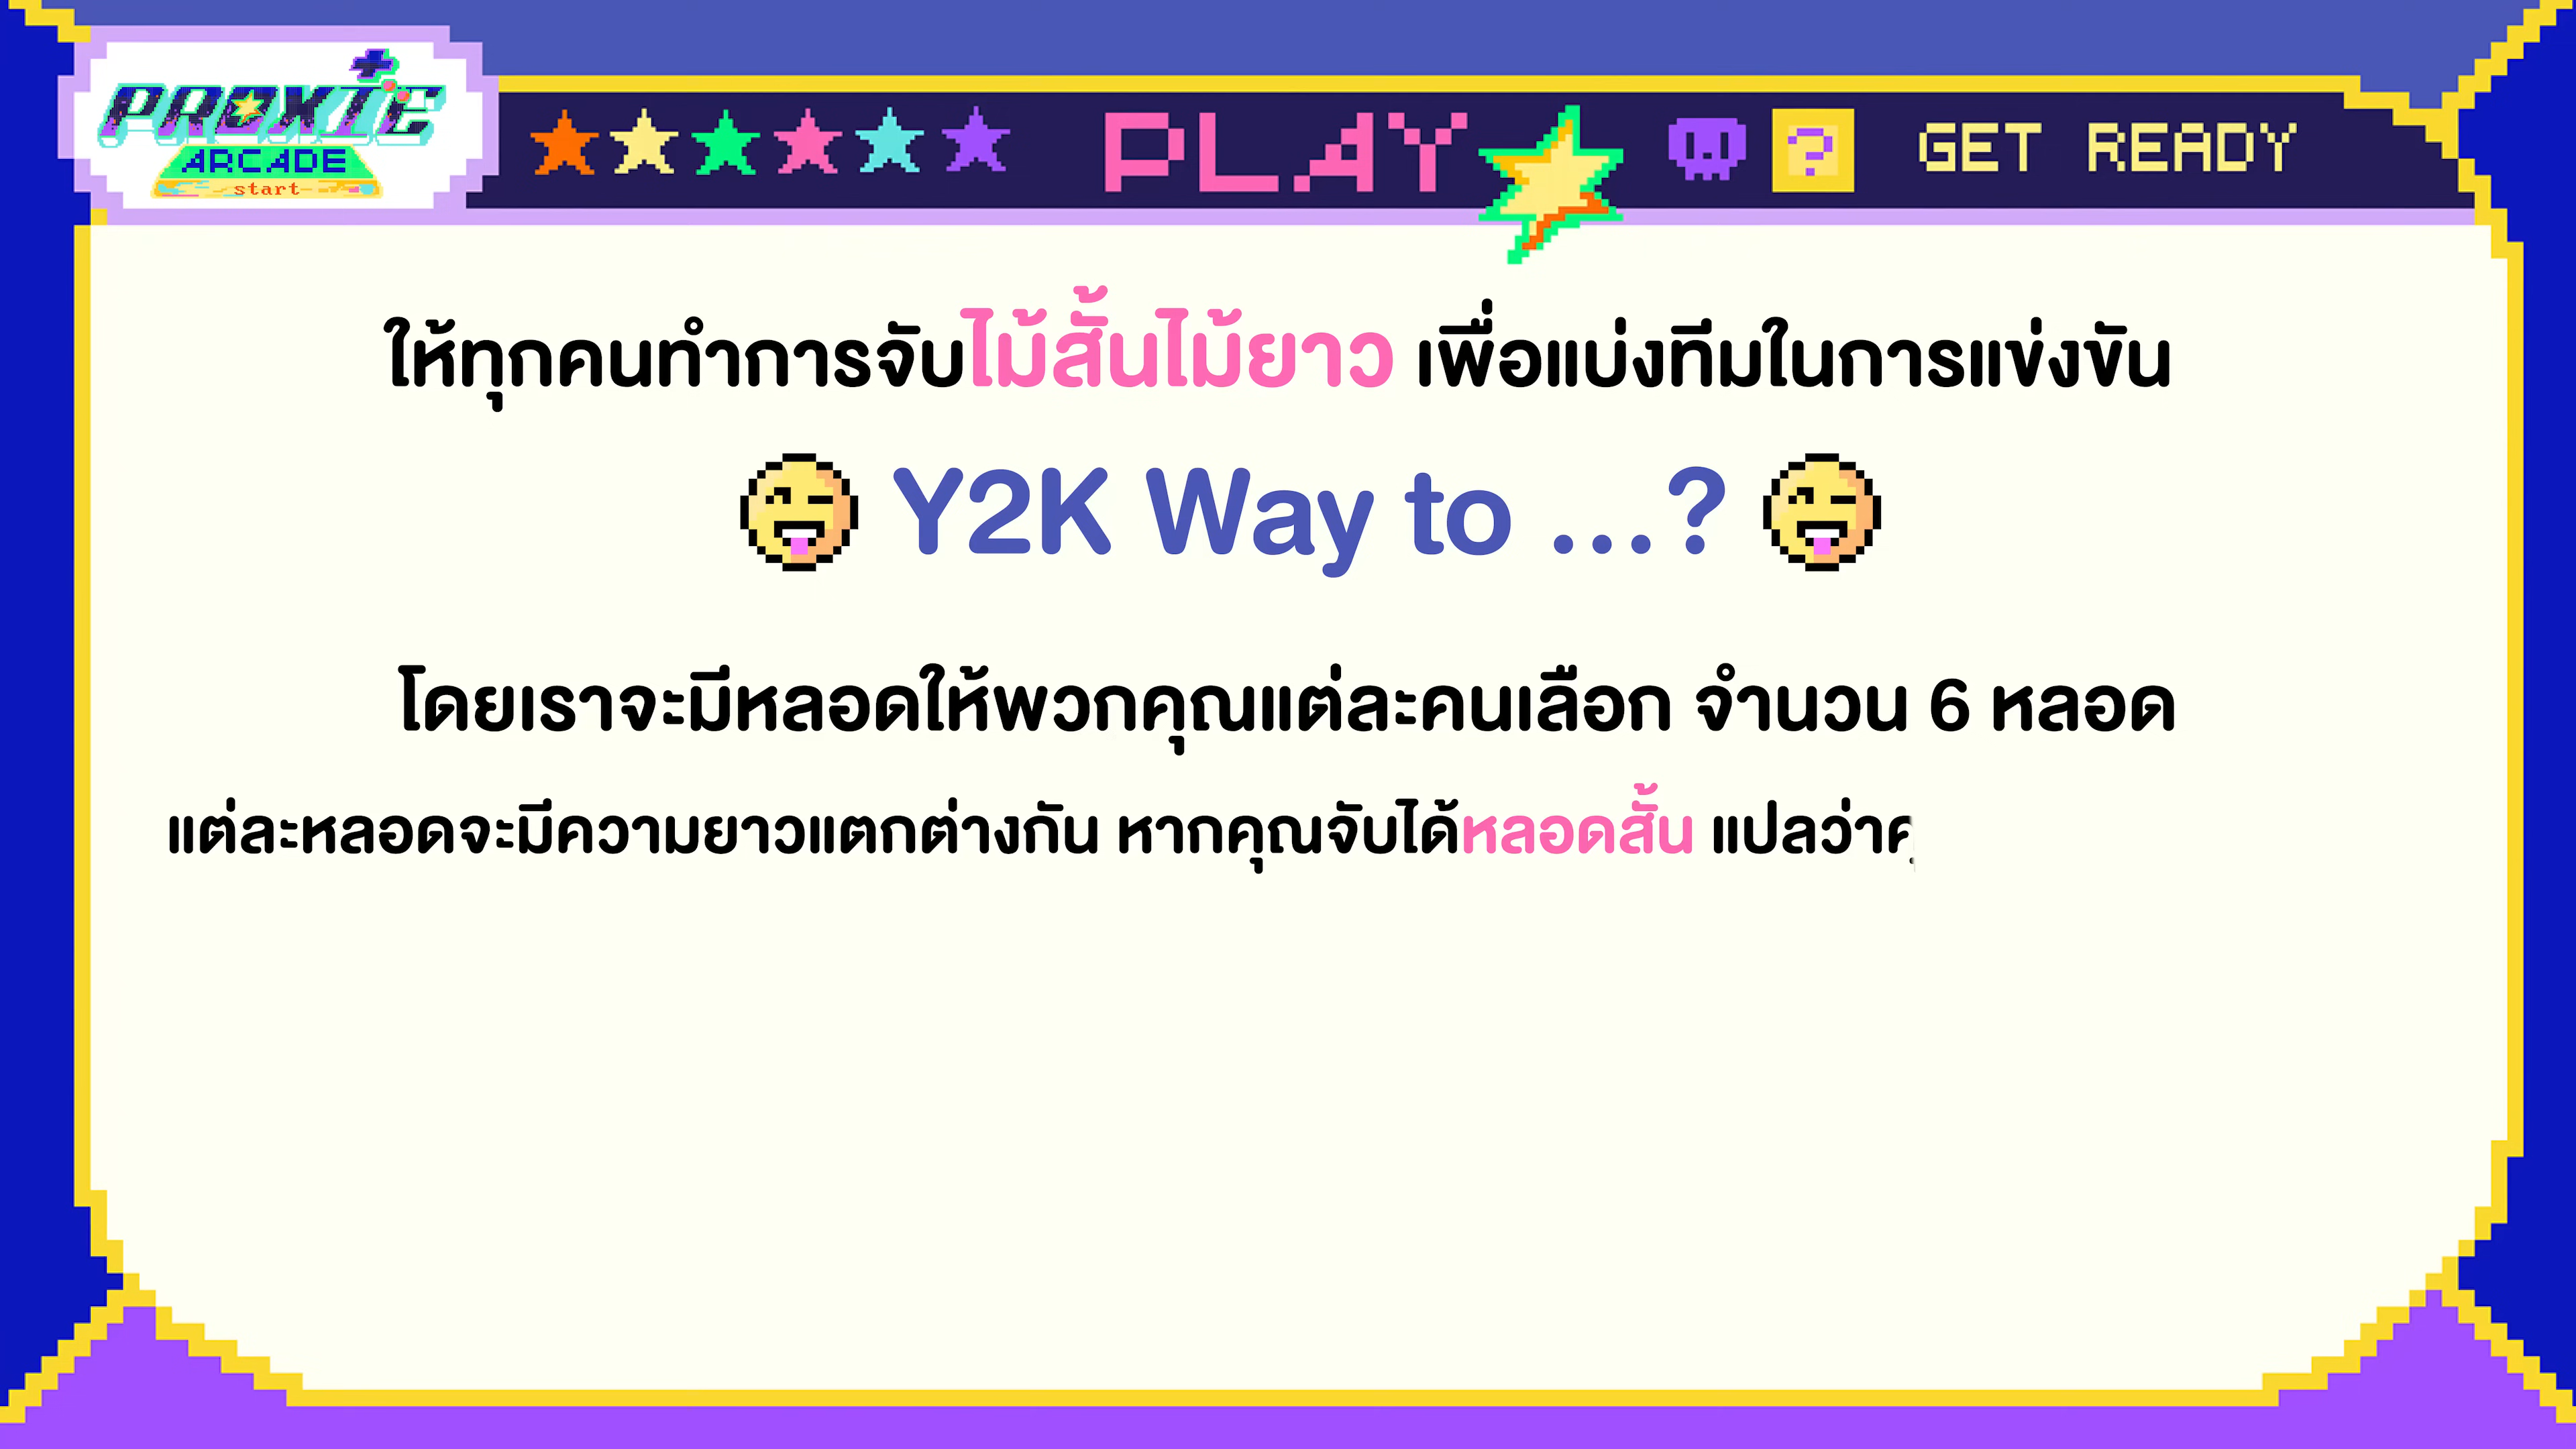 PROXIE
ARCADE
start
PLAY
? GET READY
ให้ทุกคนทำการจับไม้สั้นไม้ยาว เพื่อแบ่งทีมในการแข่งขัน
Y2K Way to ...?
โดยเราจะมีหลอดให้พวกคุณแต่ละคนเลือก จำนวน 6 หลอด
แต่ละหลอดจะมีความยาวแตกต่างกัน หากคุณจับได้หลอดสั้น แปลว่า